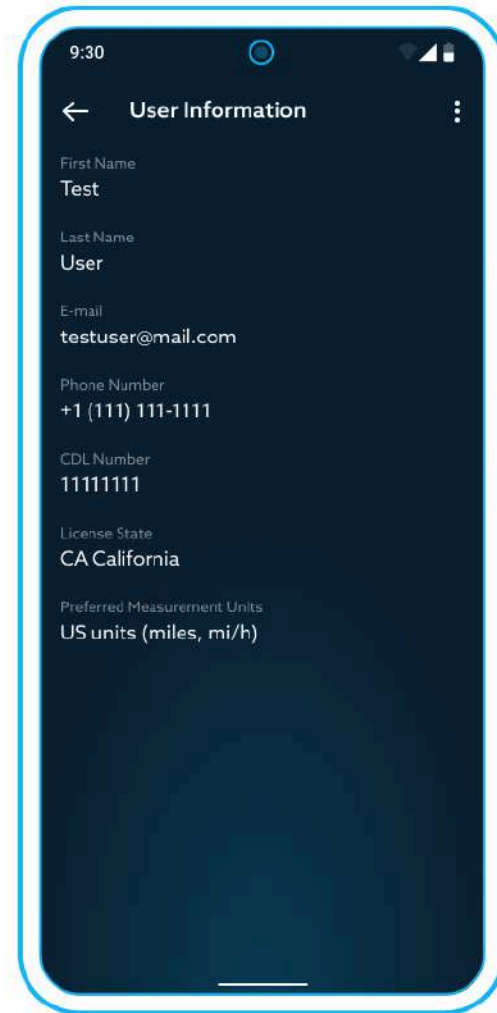 9:30
User Information
First Name
Test
Last Name
User
E-mail
testuser@mail.com
Phone Number
+1 (111) 111-1111
CDL Number
11111111
License State
CA California
Preferred Measurement Units
US units (miles, mi/h)